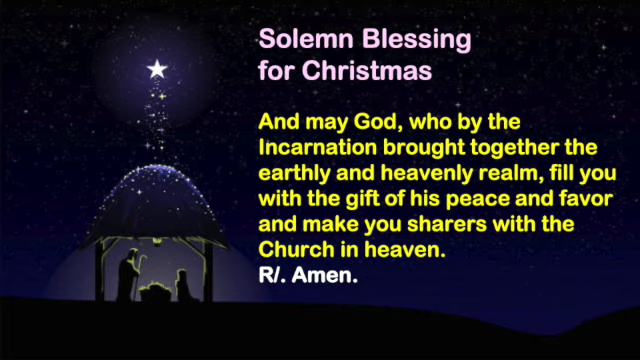 Solemn Blessing
for Christmas
And may God, who by the
Incarnation brought together the
earthly and heavenly realm, fill you
with the gift of his peace and favor
and make you sharers with the
Church in heaven.
R/. Amen.